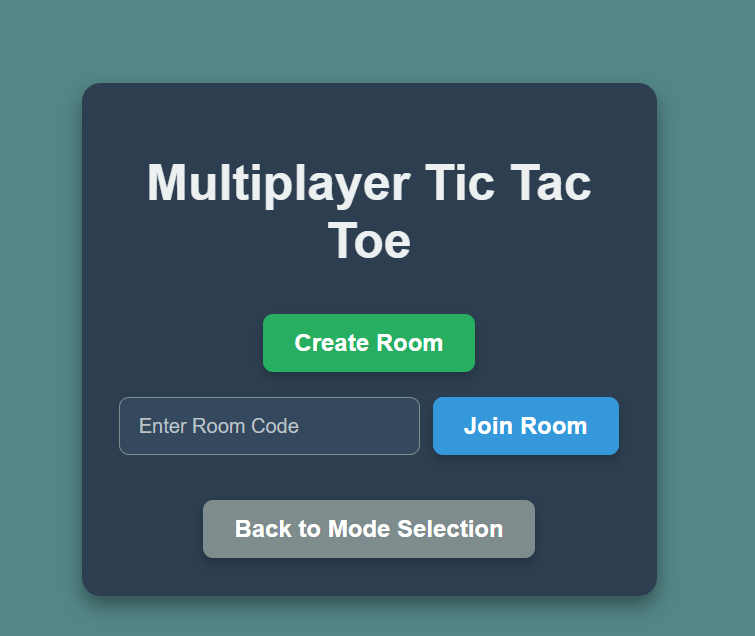 Multiplayer Tic Tac
Toe
Create Room
Enter Room Code
Join Room
Back to Mode Selection